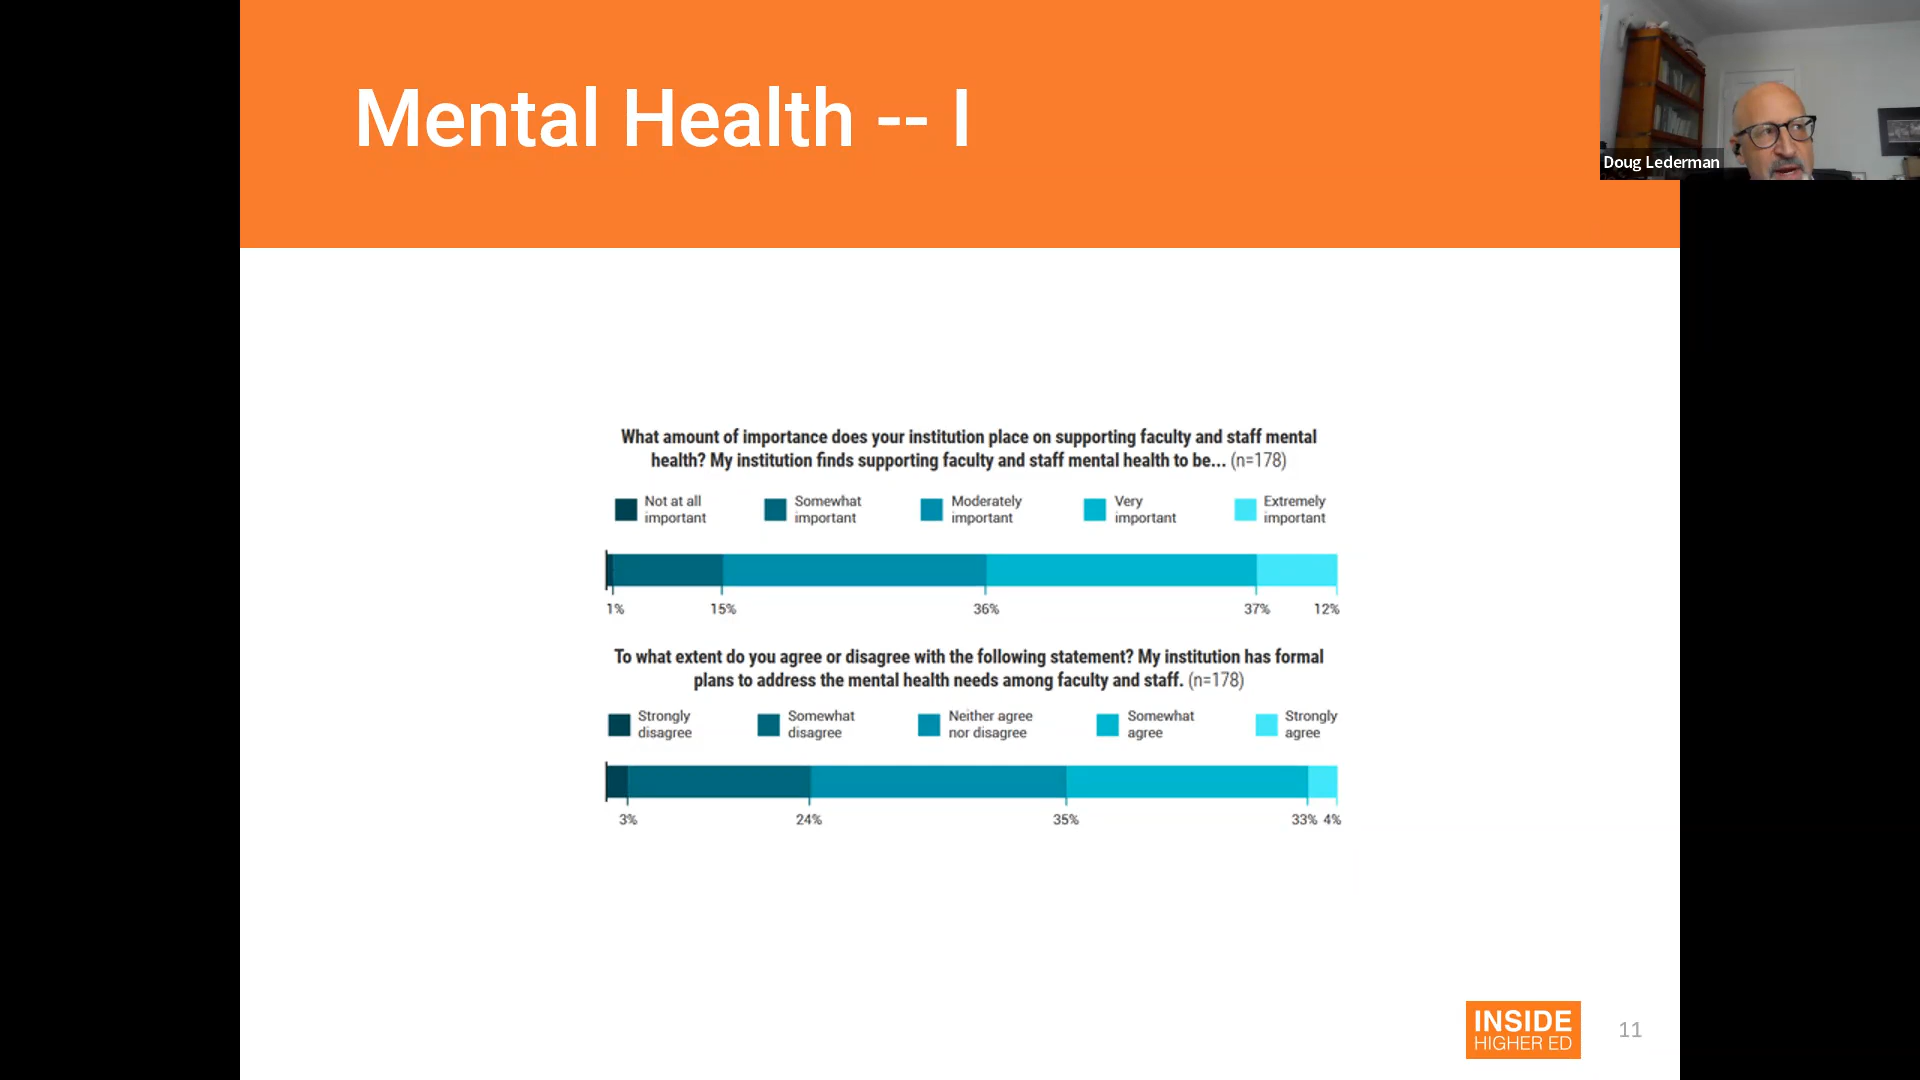 Mental Health -- I
Doug Lederman
What amount of importance does your institution place on supporting faculty and staff mental
health? My institution finds supporting faculty and staff mental health to be... (n=178)
Not at all
important
Somewhat
important
Moderately
important
Very
important
Extremely
important
1% 15% 36% 37% 12%
To what extent do you agree or disagree with the following statement? My institution has formal
plans to address the mental health needs among faculty and staff. (n=178)
Strongly
disagree
Somewhat
disagree
Neither agree
nor disagree
Somewhat
agree
Strongly
agree
3% 24% 35% 33% 4%
INSIDE
HIGHER ED
11